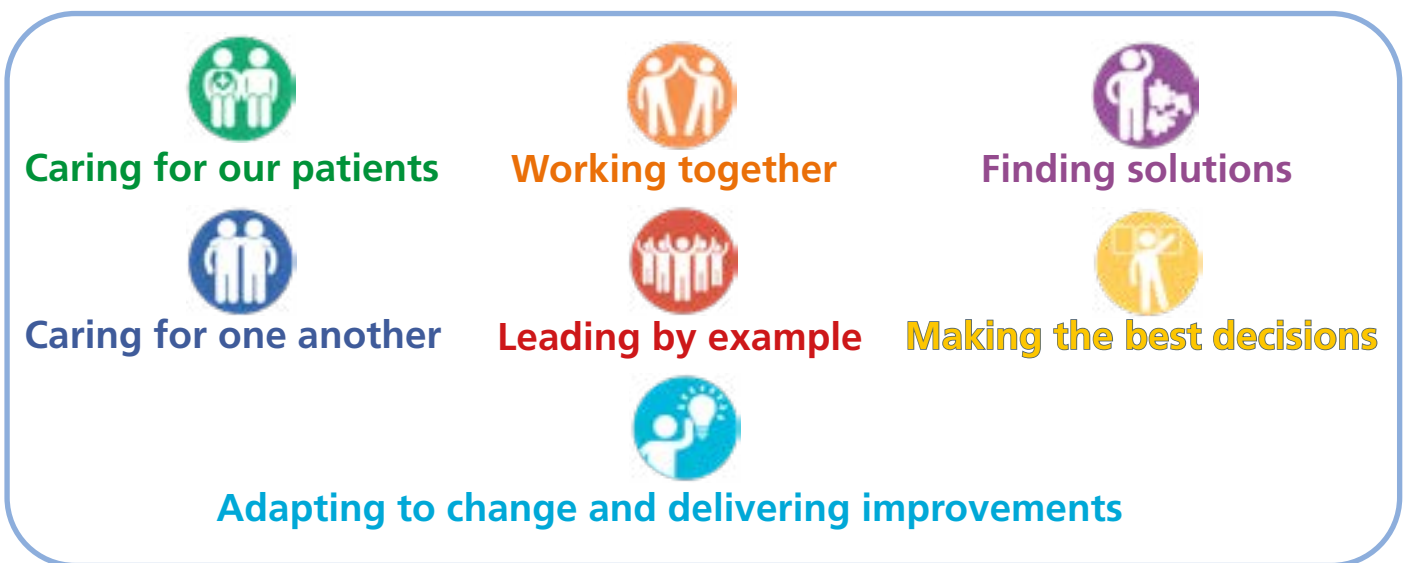 Caring for our patients
Working together
Finding solutions
Caring for one another
Leading by example
Making the best decisions
Adapting to change and delivering improvements